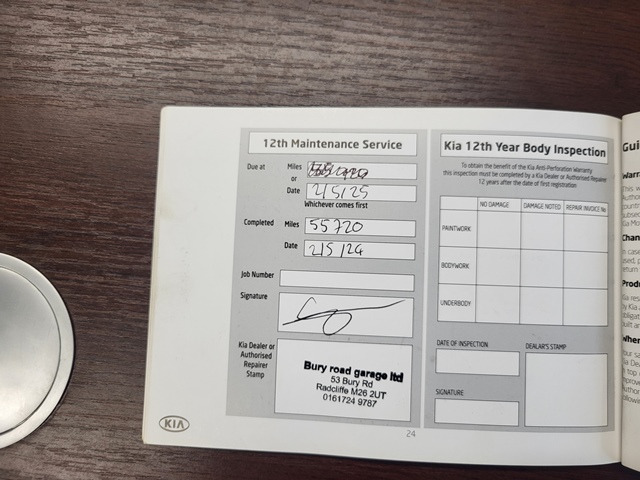 12th Maintenance Service
Due at
Miles
or
Date 2/5/25
Whichever comes first
Completed
Miles 55720
Date 2/5/24
Job Number
Signature
Kia Dealer or
Authorised
Repairer
Stamp
Bury road garage ltd
53 Bury Rd
Radcliffe M26 2UT
0161724 9787
KIA
24
Kia 12th Year Body Inspection
To obtain the benefit of the Kia Anti-Perforation Warranty
this inspection must be completed by a Kia Dealer or Authorised Repairer
12 years after the date of first registration
NO DAMAGE DAMAGE NOTED REPAIR INVOICE No
PAINTWORK
BODYWORK
UNDERBODY
DATE OF INSPECTION
DEALER'S STAMP
SIGNATURE